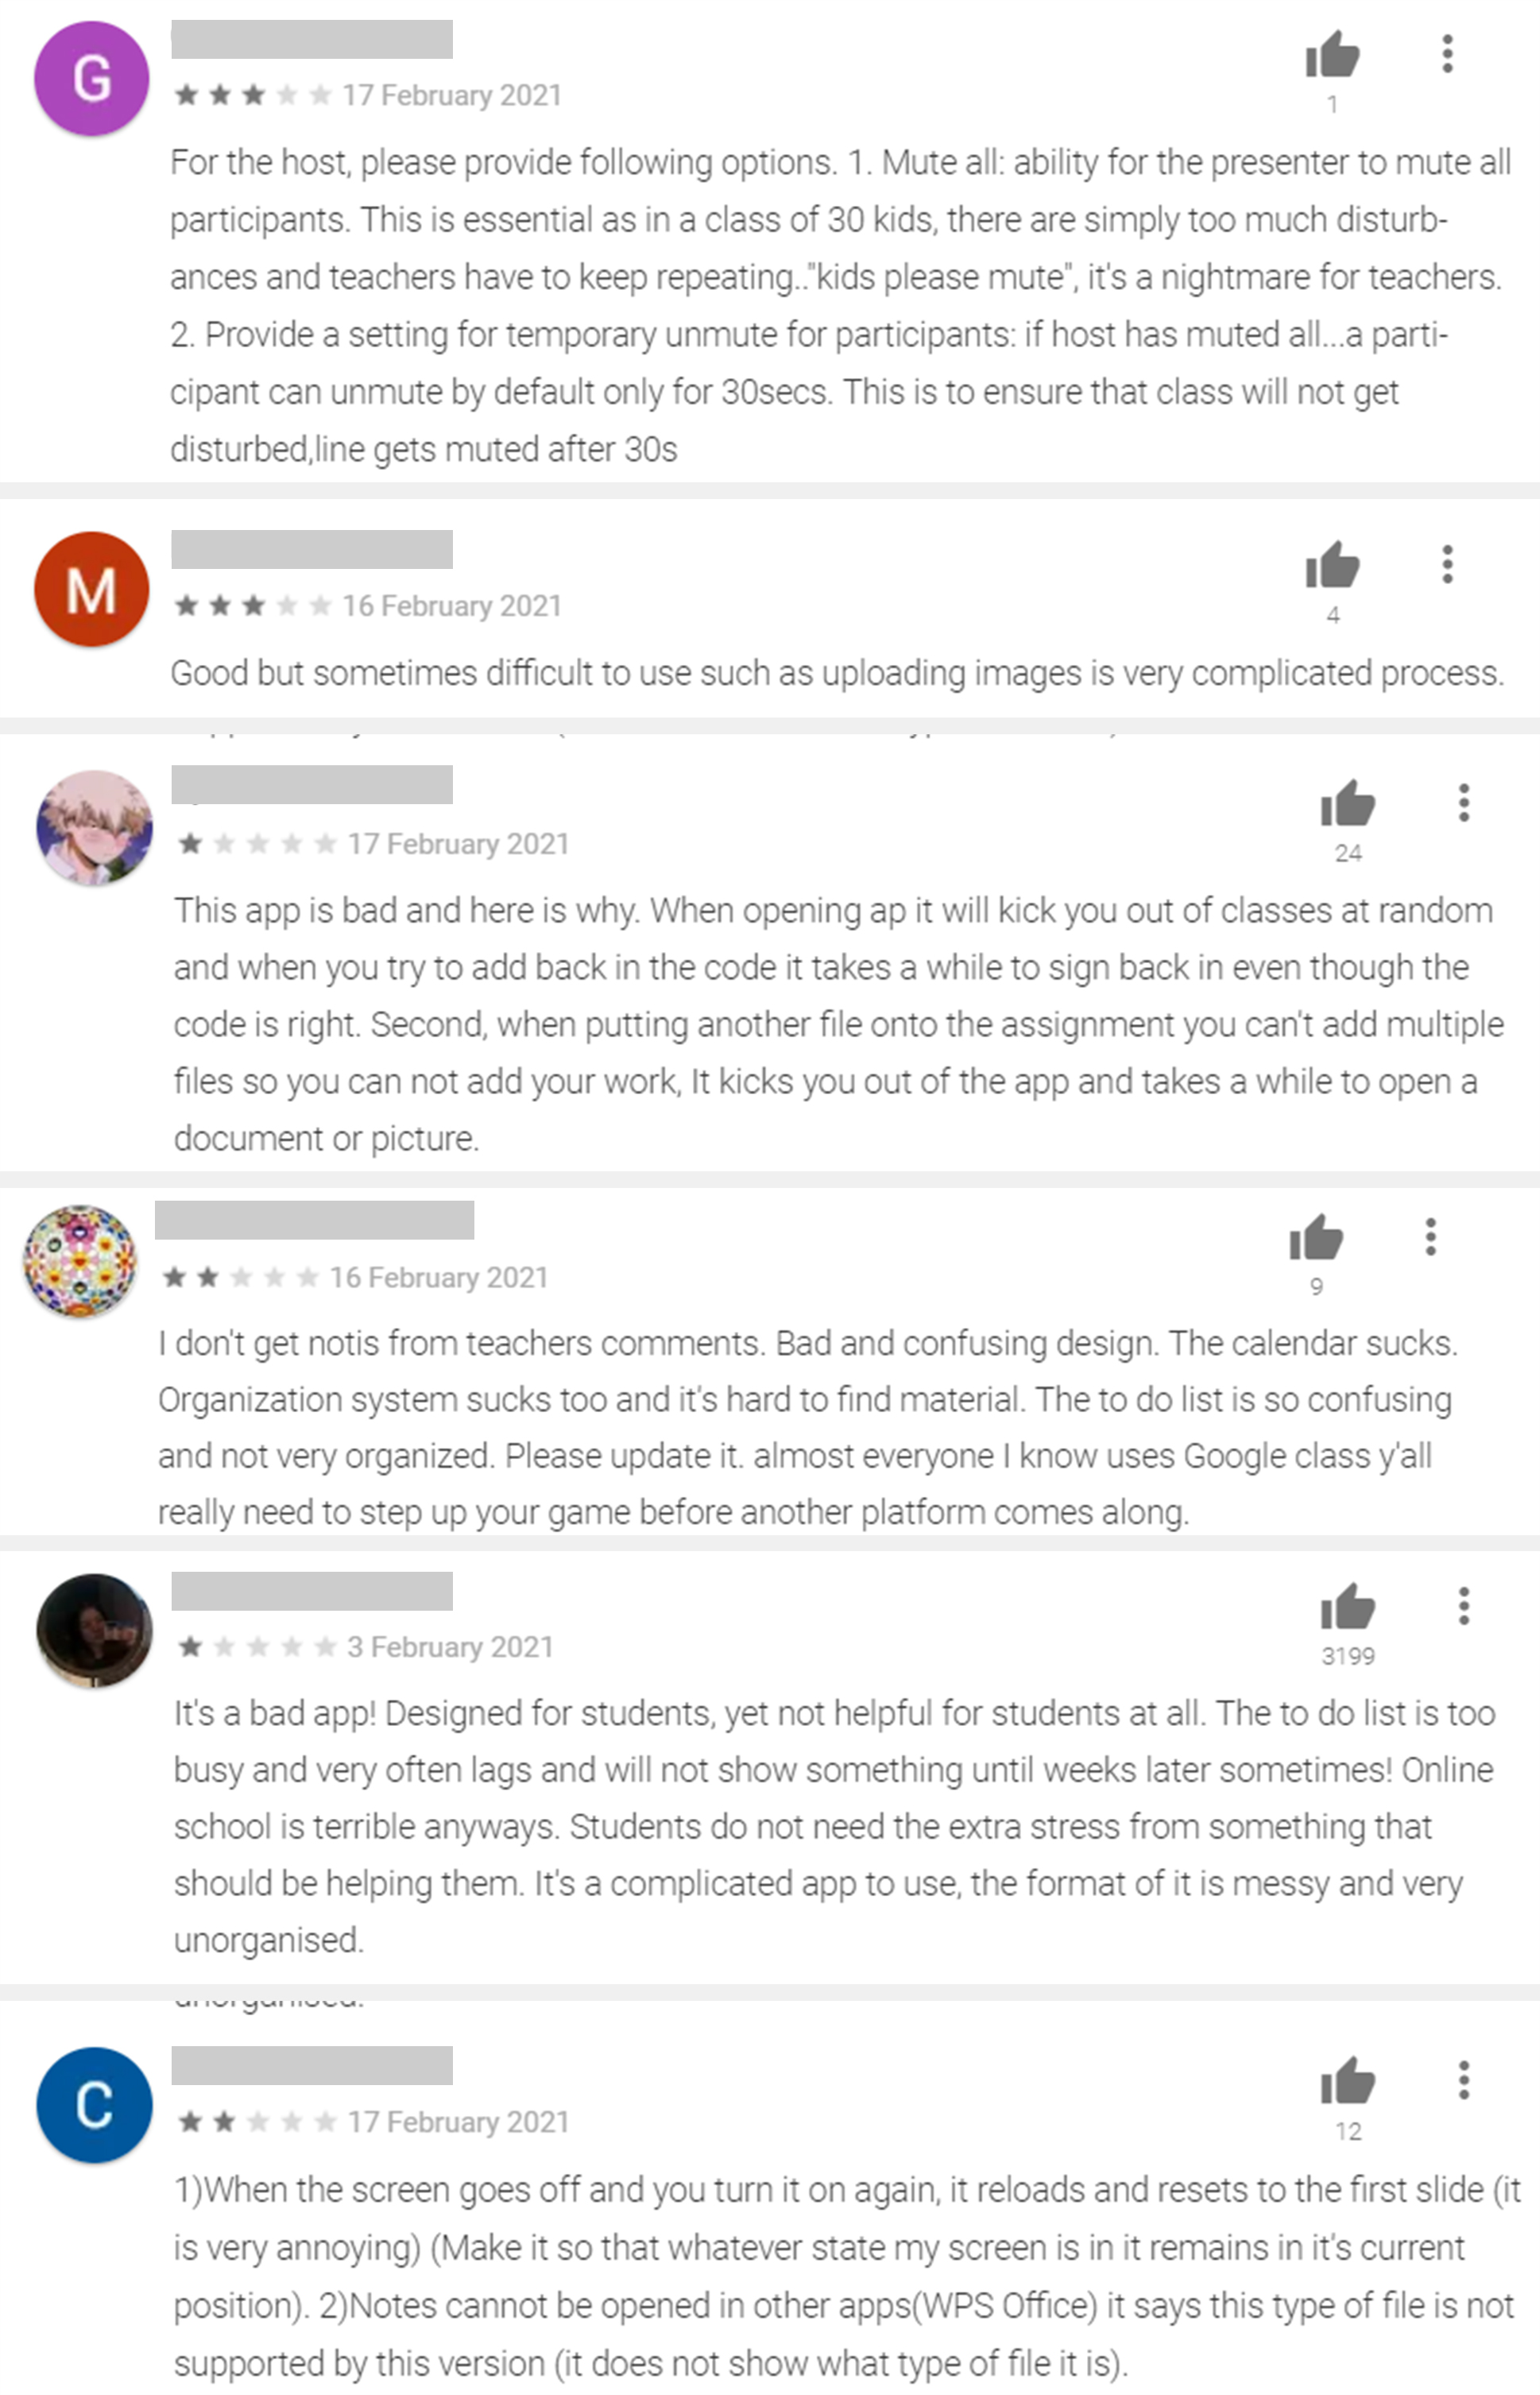 G
17 February 2021
1
For the host, please provide following options. 1. Mute all: ability for the presenter to mute all
participants. This is essential as in a class of 30 kids, there are simply too much disturb-
ances and teachers have to keep repeating.."kids please mute", it's a nightmare for teachers.
2. Provide a setting for temporary unmute for participants: if host has muted all...a parti-
cipant can unmute by default only for 30secs. This is to ensure that class will not get
disturbed,line gets muted after 30s
M
16 February 2021
4
Good but sometimes difficult to use such as uploading images is very complicated process.
17 February 2021
24
This app is bad and here is why. When opening ap it will kick you out of classes at random
and when you try to add back in the code it takes a while to sign back in even though the
code is right. Second, when putting another file onto the assignment you can't add multiple
files so you can not add your work, It kicks you out of the app and takes a while to open a
document or picture.
16 February 2021
9
I don't get notis from teachers comments. Bad and confusing design. The calendar sucks.
Organization system sucks too and it's hard to find material. The to do list is so confusing
and not very organized. Please update it. almost everyone I know uses Google class y'all
really need to step up your game before another platform comes along.
3 February 2021
3199
It's a bad app! Designed for students, yet not helpful for students at all. The to do list is too
busy and very often lags and will not show something until weeks later sometimes! Online
school is terrible anyways. Students do not need the extra stress from something that
should be helping them. It's a complicated app to use, the format of it is messy and very
unorganised.
C
17 February 2021
12
1)When the screen goes off and you turn it on again, it reloads and resets to the first slide (it
is very annoying) (Make it so that whatever state my screen is in it remains in it's current
position). 2)Notes cannot be opened in other apps(WPS Office) it says this type of file is not
supported by this version (it does not show what type of file it is).